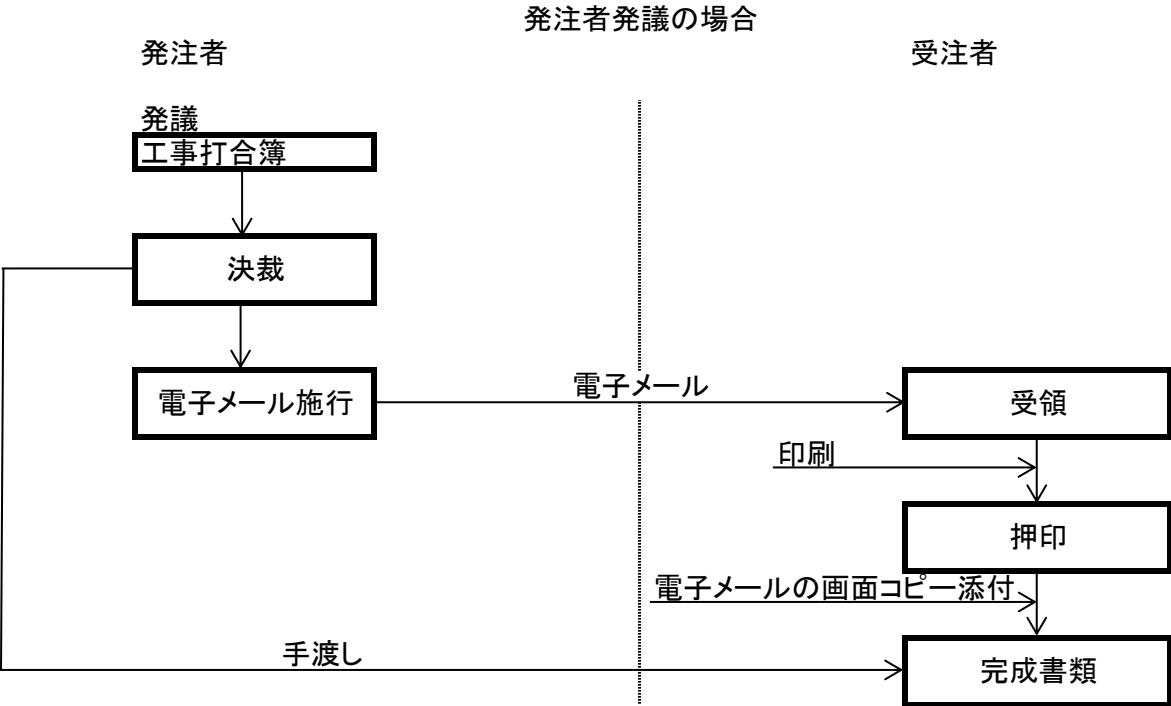 発注者発議の場合
発注者
受注者
発議
工事打合簿
決裁
電子メール施行
電子メール
受領
印刷
押印
電子メールの画面コピー添付
手渡し
完成書類